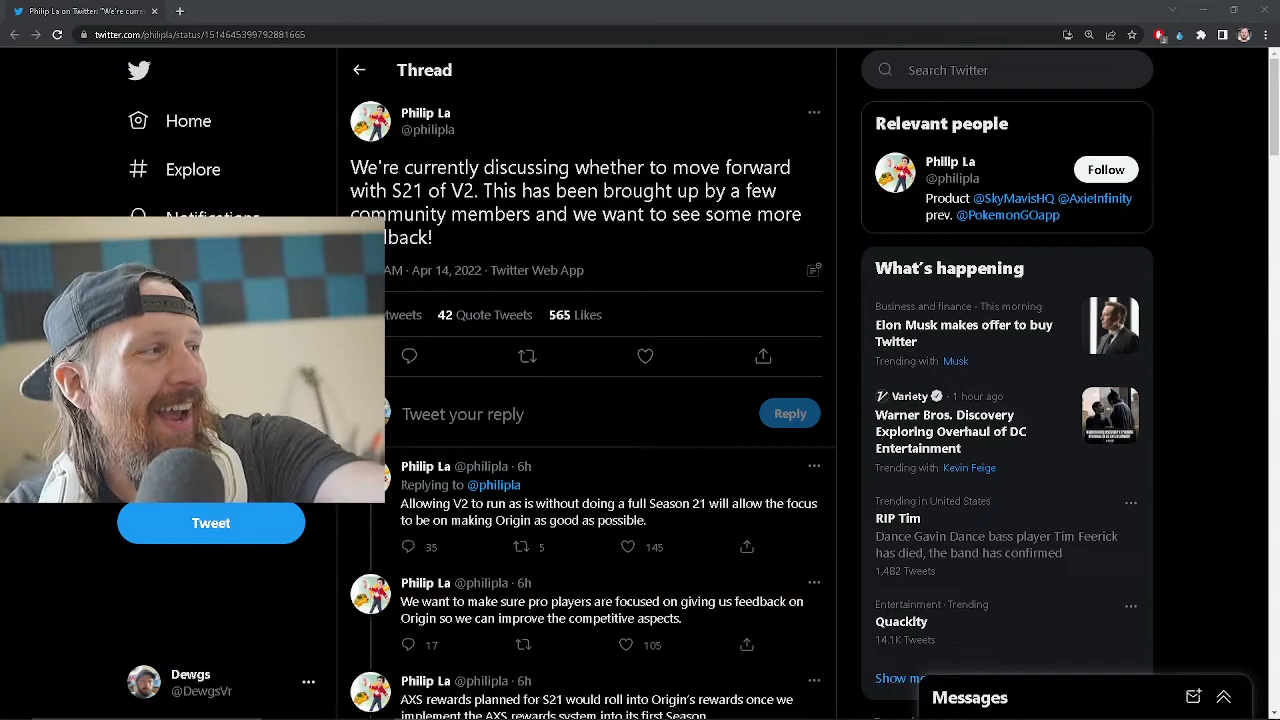 Philip La on Twitter: "We're curre
twitter.com/philipla/status/1514645399792881665
2
Home
Explore
Notifications
Tweet
Dewgs
@DewgsVr
Thread
Philip La
@philipla
We're currently discussing whether to move forward
with S21 of V2. This has been brought up by a few
community members and we want to see some more
dback!
AM · Apr 14, 2022 · Twitter Web App
tweets 42 Quote Tweets 565 Likes
Tweet your reply
Reply
Philip La @philipla · 6h
Replying to @philipla
Allowing V2 to run as is without doing a full Season 21 will allow the focus
to be on making Origin as good as possible.
35 5 145
Philip La @philipla · 6h
We want to make sure pro players are focused on giving us feedback on
Origin so we can improve the competitive aspects.
17 105
Philip La @philipla · 6h
AXS rewards planned for S21 would roll into Origin's rewards once we
implement the AXS rewards system into its first Season.
Search Twitter
Relevant people
Philip La
@philipla
Follow
Product @SkyMavisHQ @AxieInfinity
prev. @PokemonGOapp
What's happening
Business and finance · This morning
Elon Musk makes offer to buy
Twitter
Trending with Musk
Variety · 1 hour ago
Warner Bros. Discovery
Exploring Overhaul of DC
Entertainment
Trending with Kevin Feige
Trending in United States
RIP Tim
Dance Gavin Dance bass player Tim Feerick
has died, the band has confirmed
1,482 Tweets
Entertainment · Trending
Quackity
14.1K Tweets
Show m
Messages